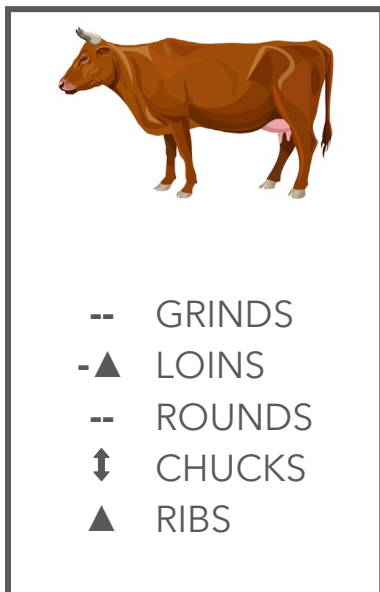 -- GRINDS
-▲ LOINS
-- ROUNDS
↕ CHUCKS
▲ RIBS